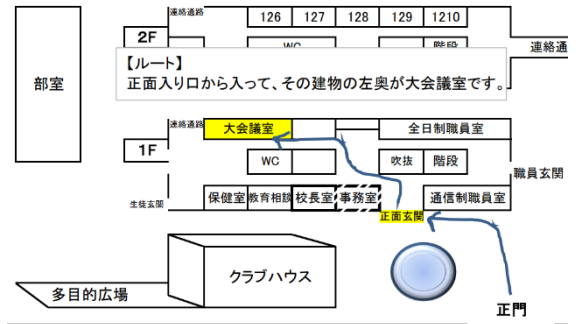 連絡通路 126 127 128 129 1210
2F
WC 階段 連絡通
【ルート】
正面入り口から入って、その建物の左奥が大会議室です。
部室
連絡通路 大会議室 全日制職員室
1F
WC 吹抜 階段
職員玄関
生徒玄関 保健室 教育相談 校長室 事務室 通信制職員室
正面玄関
クラブハウス
多目的広場
正門